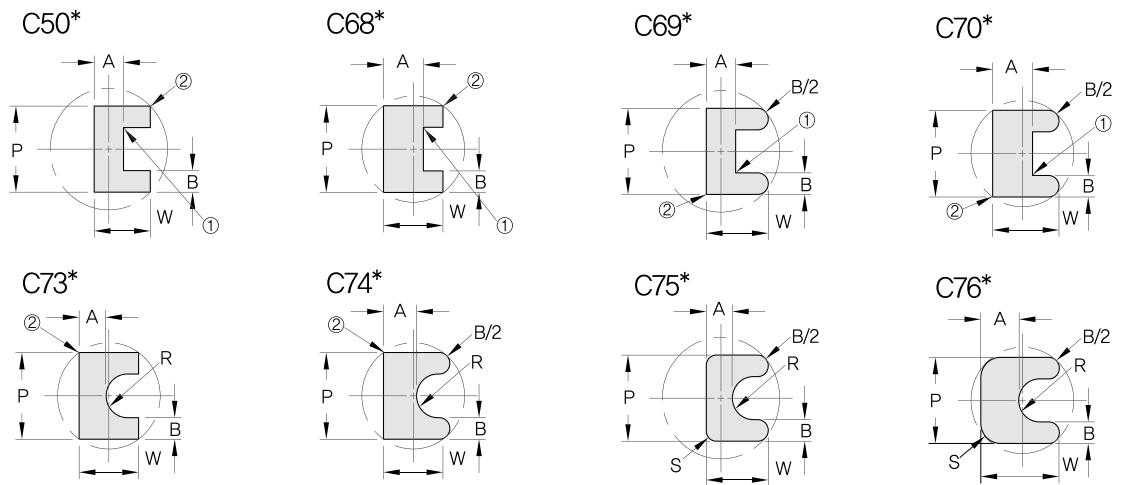 C50*
A
②
P
B
W
①
C68*
A
②
P
B
W
①
C69*
A
B/2
①
P
B
②
W
C70*
A
B/2
①
P
B
②
W
C73*
②
A
R
P
B
W
C74*
②
A
B/2
R
P
B
W
C75*
A
B/2
R
P
B
S
W
C76*
A
B/2
R
P
B
S
W